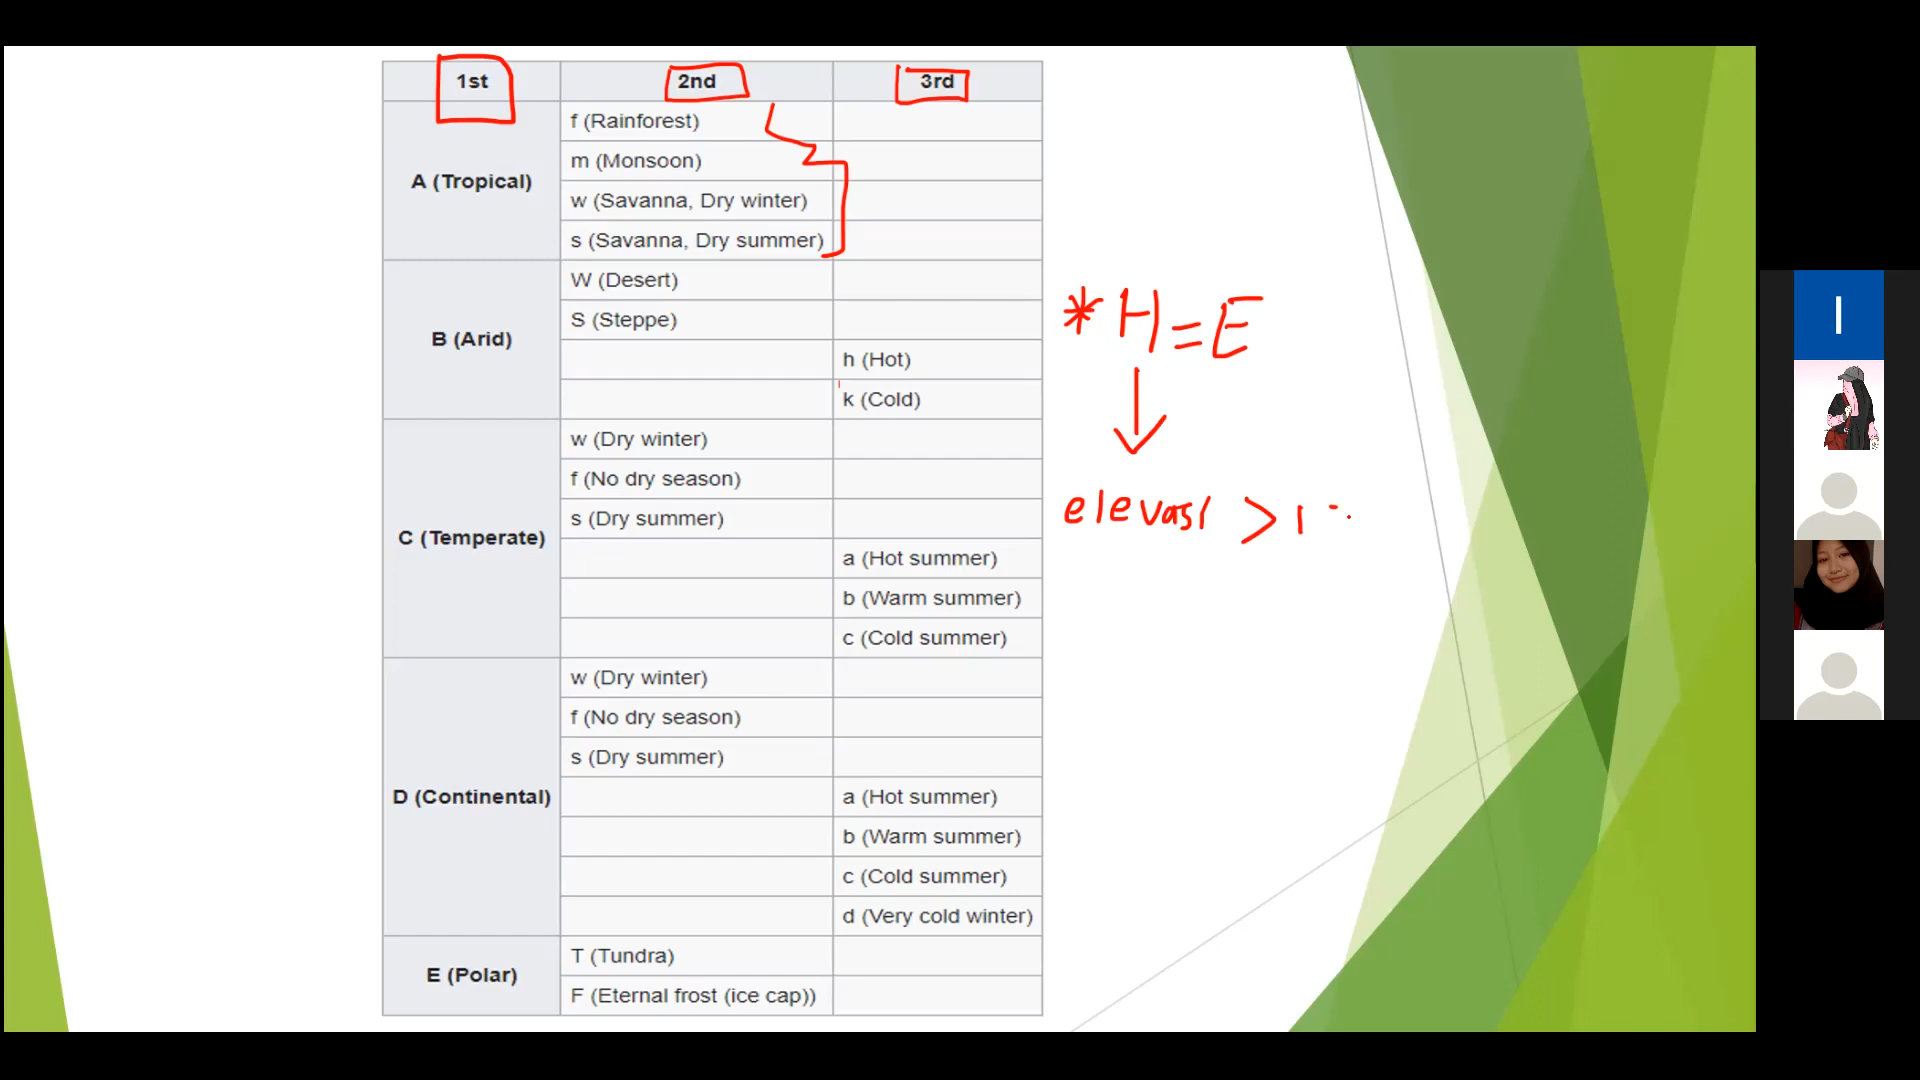 1st 2nd 3rd
A (Tropical)
f (Rainforest)
m (Monsoon)
w (Savanna, Dry winter)
s (Savanna, Dry summer)
B (Arid)
W (Desert)
S (Steppe)
h (Hot)
k (Cold)
C (Temperate)
w (Dry winter)
f (No dry season)
s (Dry summer)
a (Hot summer)
b (Warm summer)
c (Cold summer)
D (Continental)
w (Dry winter)
f (No dry season)
s (Dry summer)
a (Hot summer)
b (Warm summer)
c (Cold summer)
d (Very cold winter)
E (Polar)
T (Tundra)
F (Eternal frost (ice cap))
* H = E
elevasi > 1
I